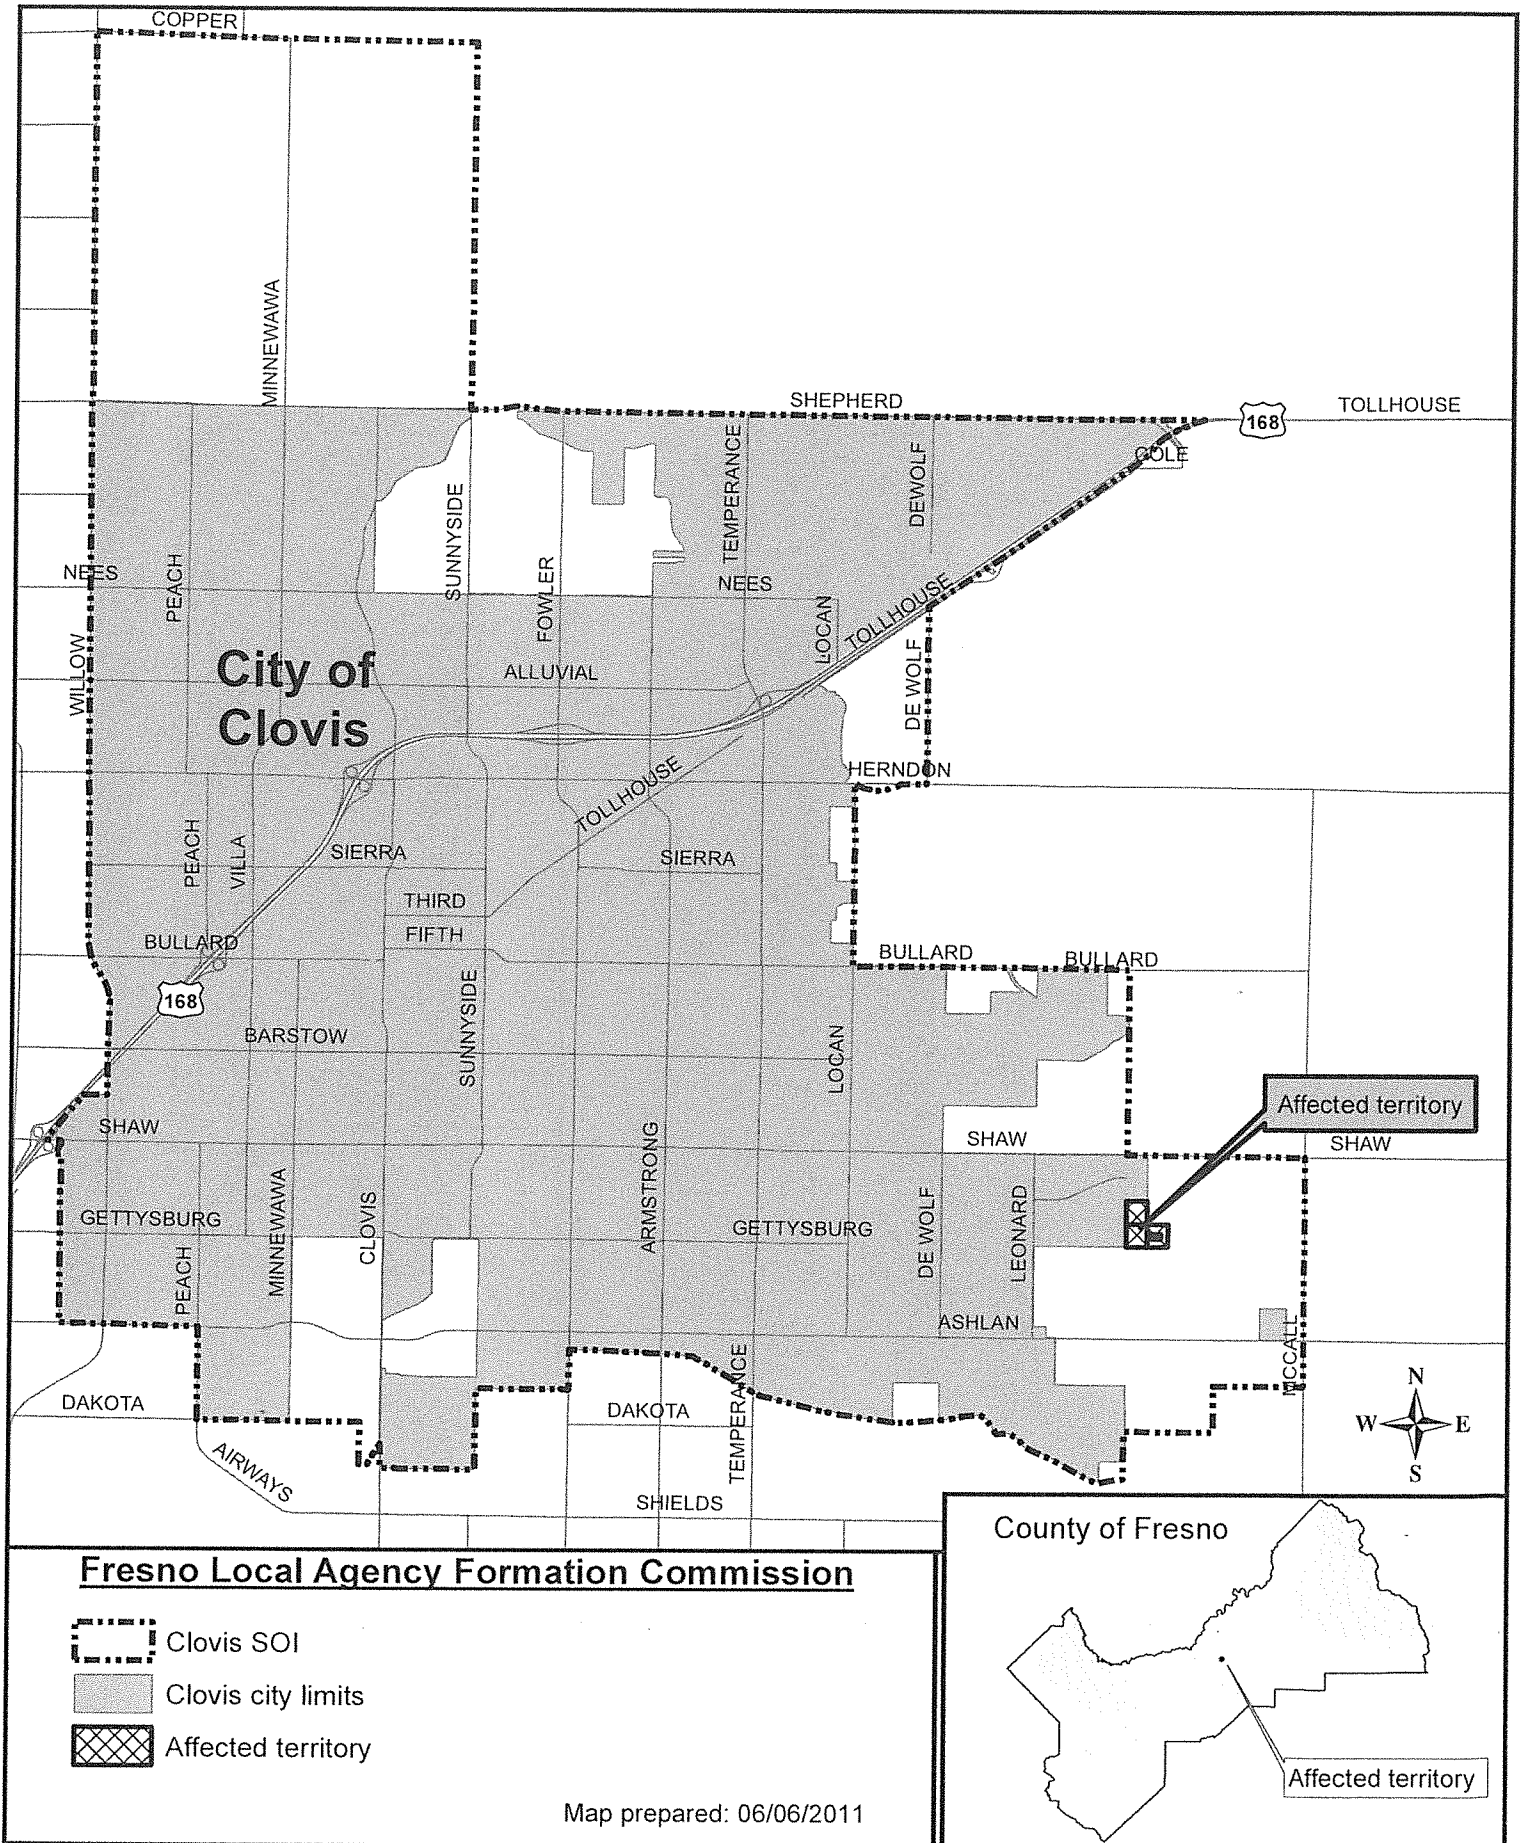 COPPER
MINNEWAWA
SHEPHERD
168
TOLLHOUSE
COLE
TEMPERANCE
DEWOLF
SUNNYSIDE
NEES
PEACH
FOWLER
NEES
LOCAN
TOLLHOUSE
WILLOW
City of
Clovis
ALLUVIAL
DE WOLF
HERNDON
TOLLHOUSE
PEACH
VILLA
SIERRA
SIERRA
THIRD
FIFTH
BULLARD
BULLARD
BULLARD
168
SUNNYSIDE
BARSTOW
LOCAN
Affected territory
SHAW
SHAW
SHAW
ARMSTRONG
MINNEWAWA
CLOVIS
DE WOLF
LEONARD
GETTYSBURG
GETTYSBURG
PEACH
ASHLAN
MCCALL
TEMPERANCE
DAKOTA
DAKOTA
AIRWAYS
SHIELDS
N
W
E
S
Fresno Local Agency Formation Commission
Clovis SOI
Clovis city limits
Affected territory
Map prepared: 06/06/2011
County of Fresno
Affected territory